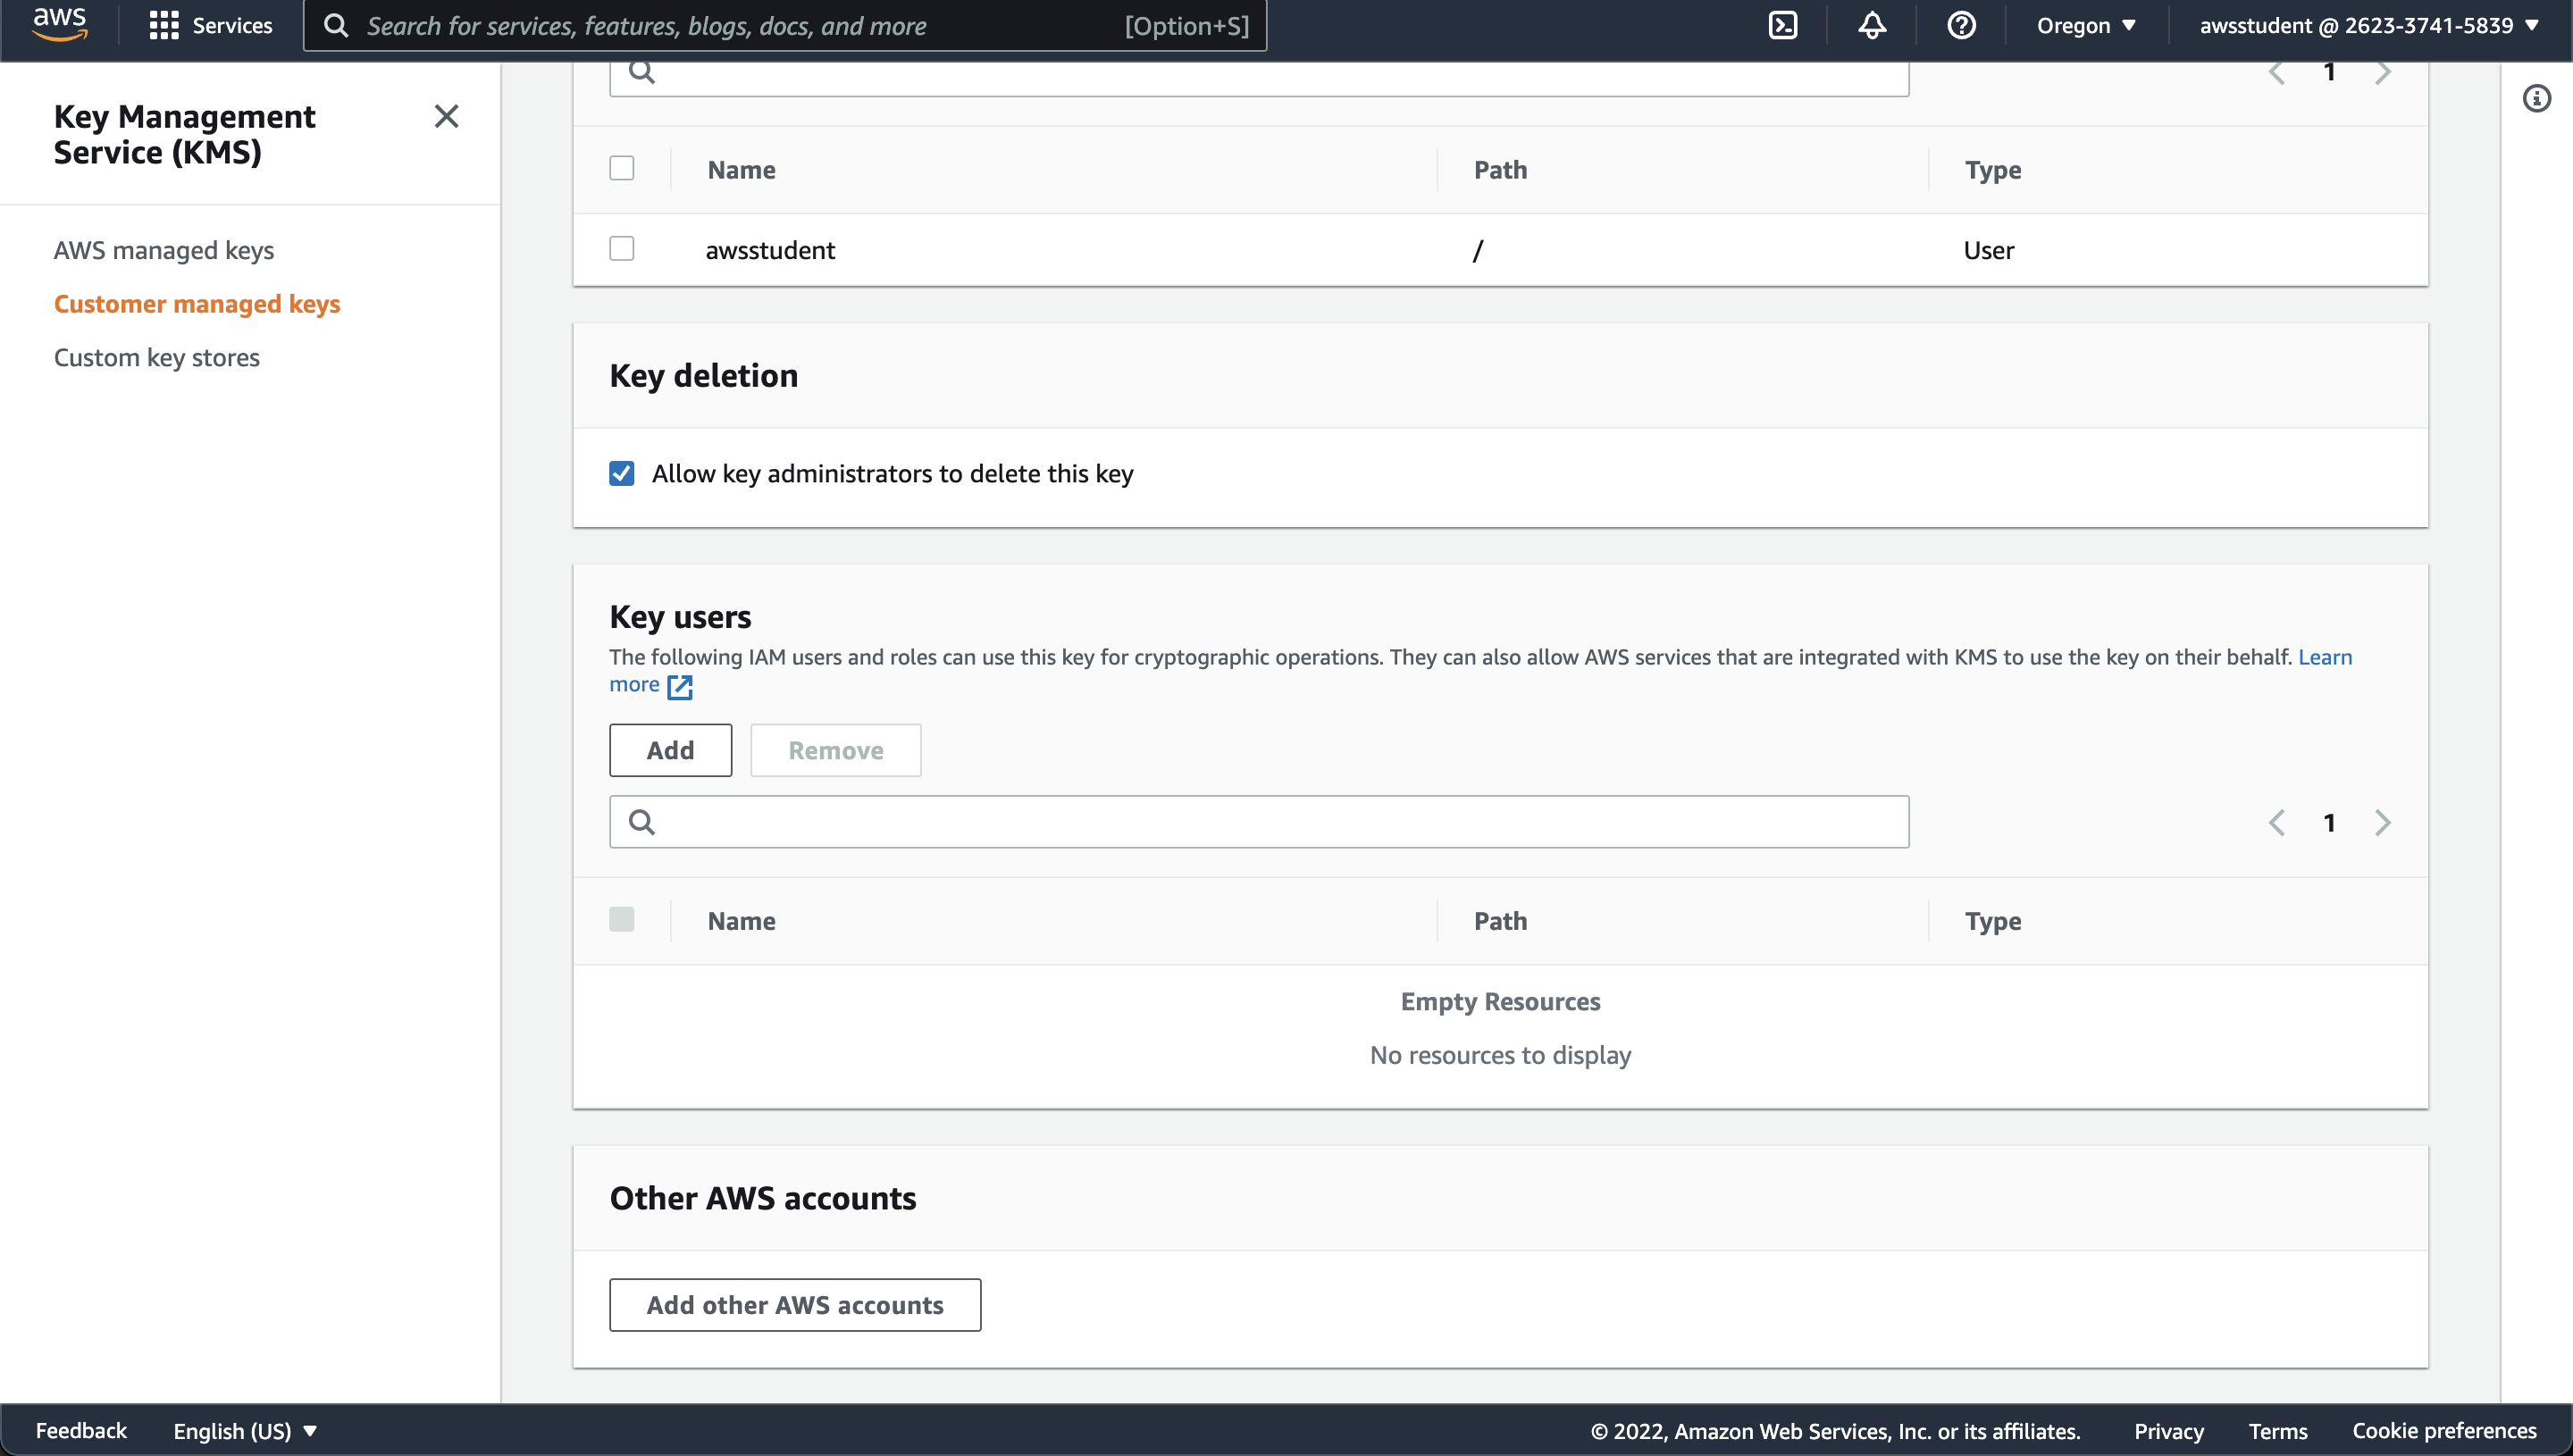 aws
Services
Search for services, features, blogs, docs, and more
[Option+S]
Oregon
awsstudent @ 2623-3741-5839
Key Management
Service (KMS)
AWS managed keys
Customer managed keys
Custom key stores
1
Name Path Type
awsstudent / User
Key deletion
Allow key administrators to delete this key
Key users
The following IAM users and roles can use this key for cryptographic operations. They can also allow AWS services that are integrated with KMS to use the key on their behalf. Learn
more
Add Remove
1
Name Path Type
Empty Resources
No resources to display
Other AWS accounts
Add other AWS accounts
Feedback English (US) © 2022, Amazon Web Services, Inc. or its affiliates. Privacy Terms Cookie preferences